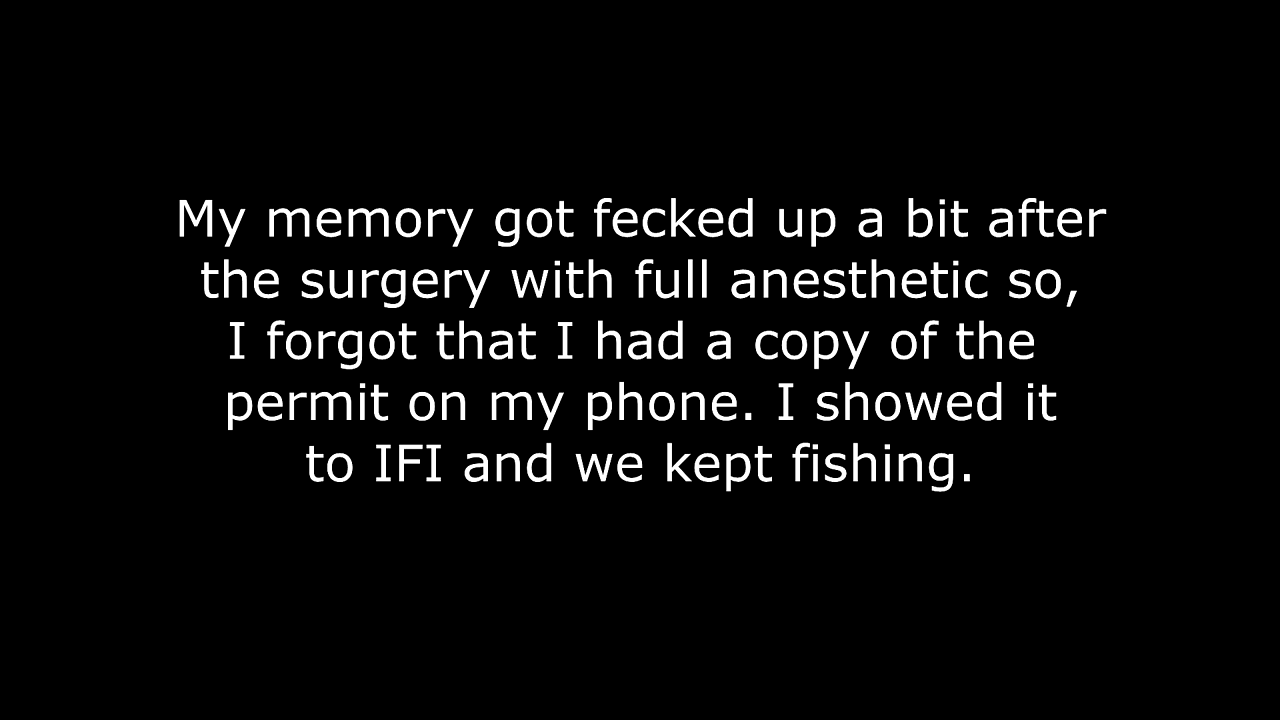 My memory got fecked up a bit after
the surgery with full anesthetic so,
I forgot that I had a copy of the
permit on my phone. I showed it
to IFI and we kept fishing.